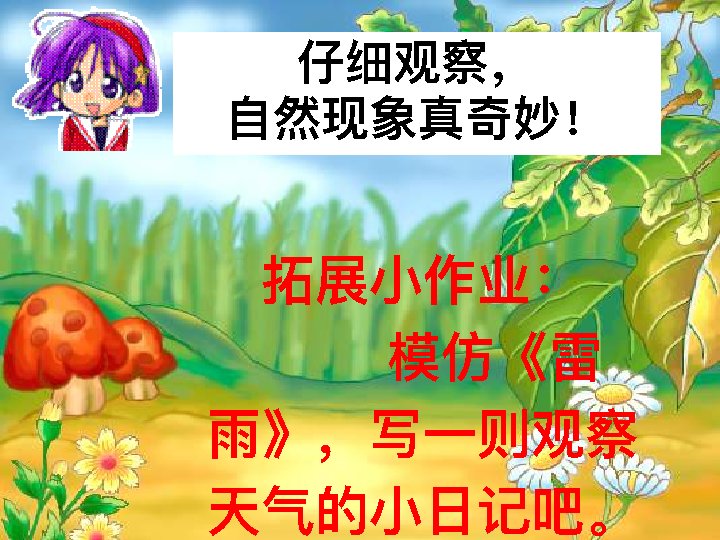 仔细观察，
自然现象真奇妙！
拓展小作业：
模仿《雷
雨》，写一则观察
天气的小日记吧。